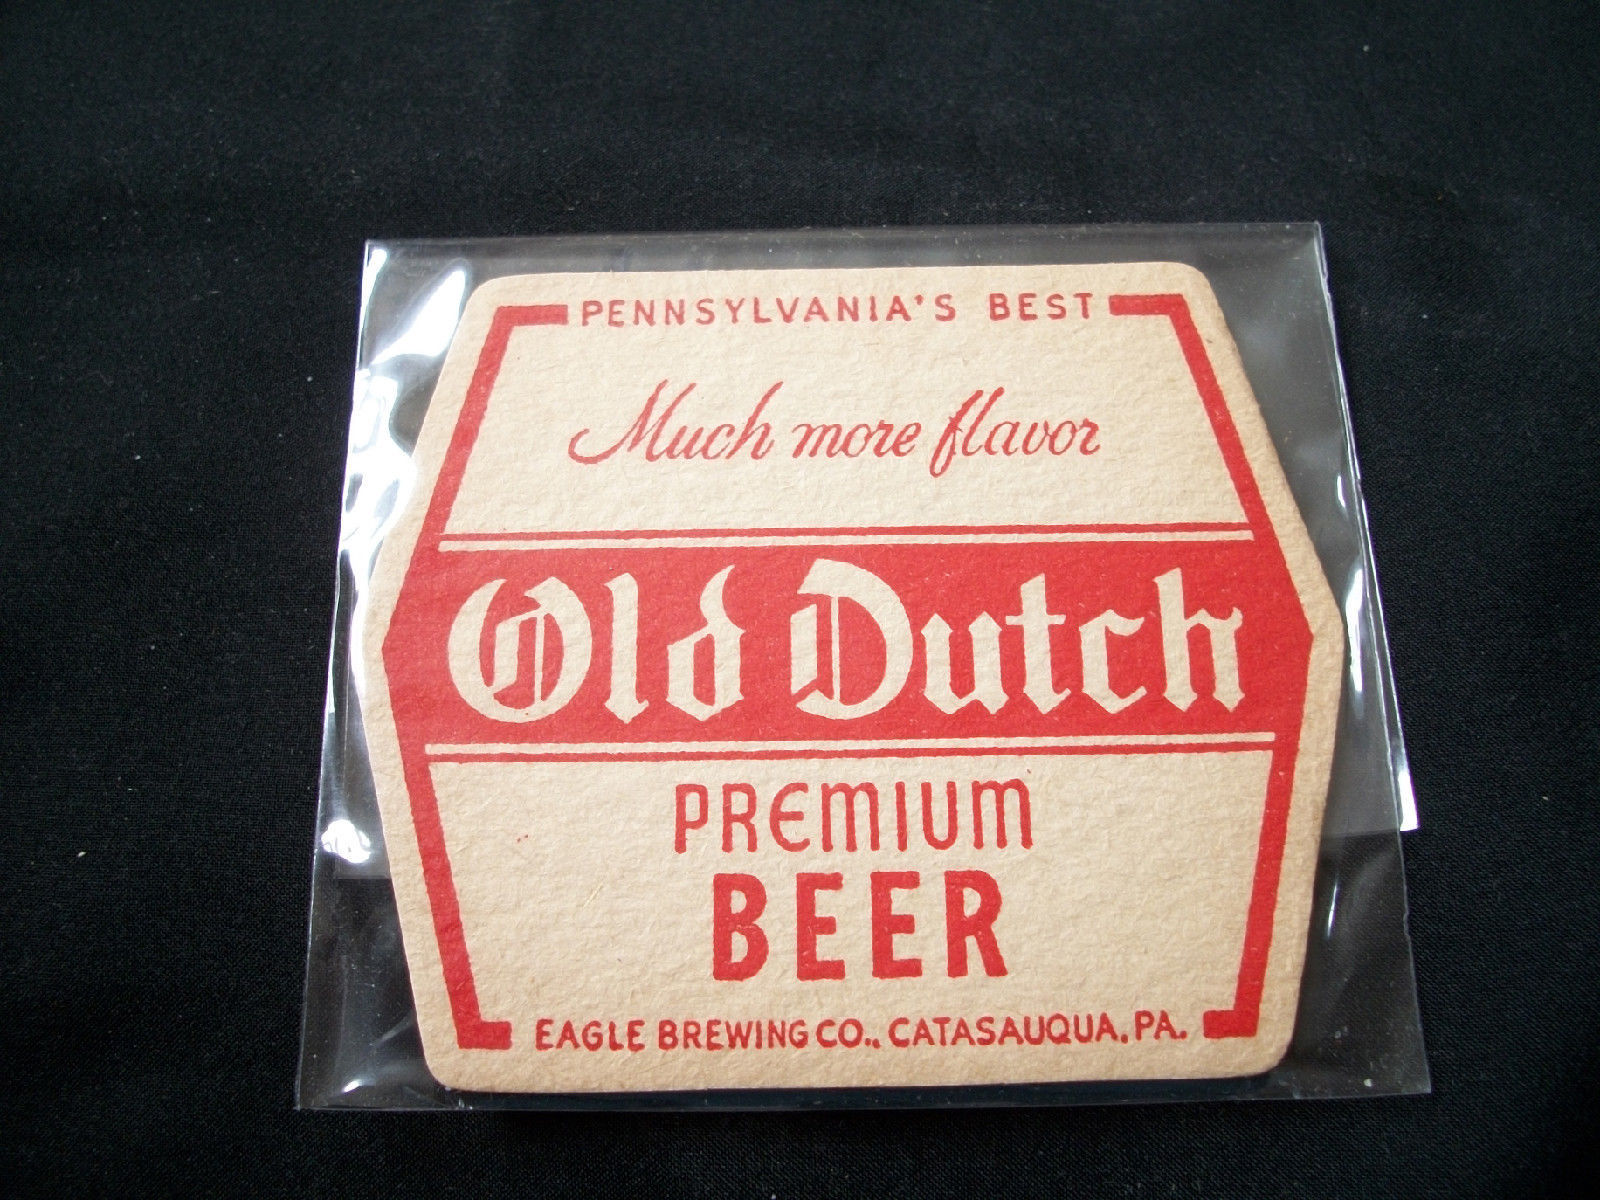 PENNSYLVANIA'S BEST
Much more flavor
Old Dutch
PREMIUM
BEER
EAGLE BREWING CO., CATASAUQUA, PA.